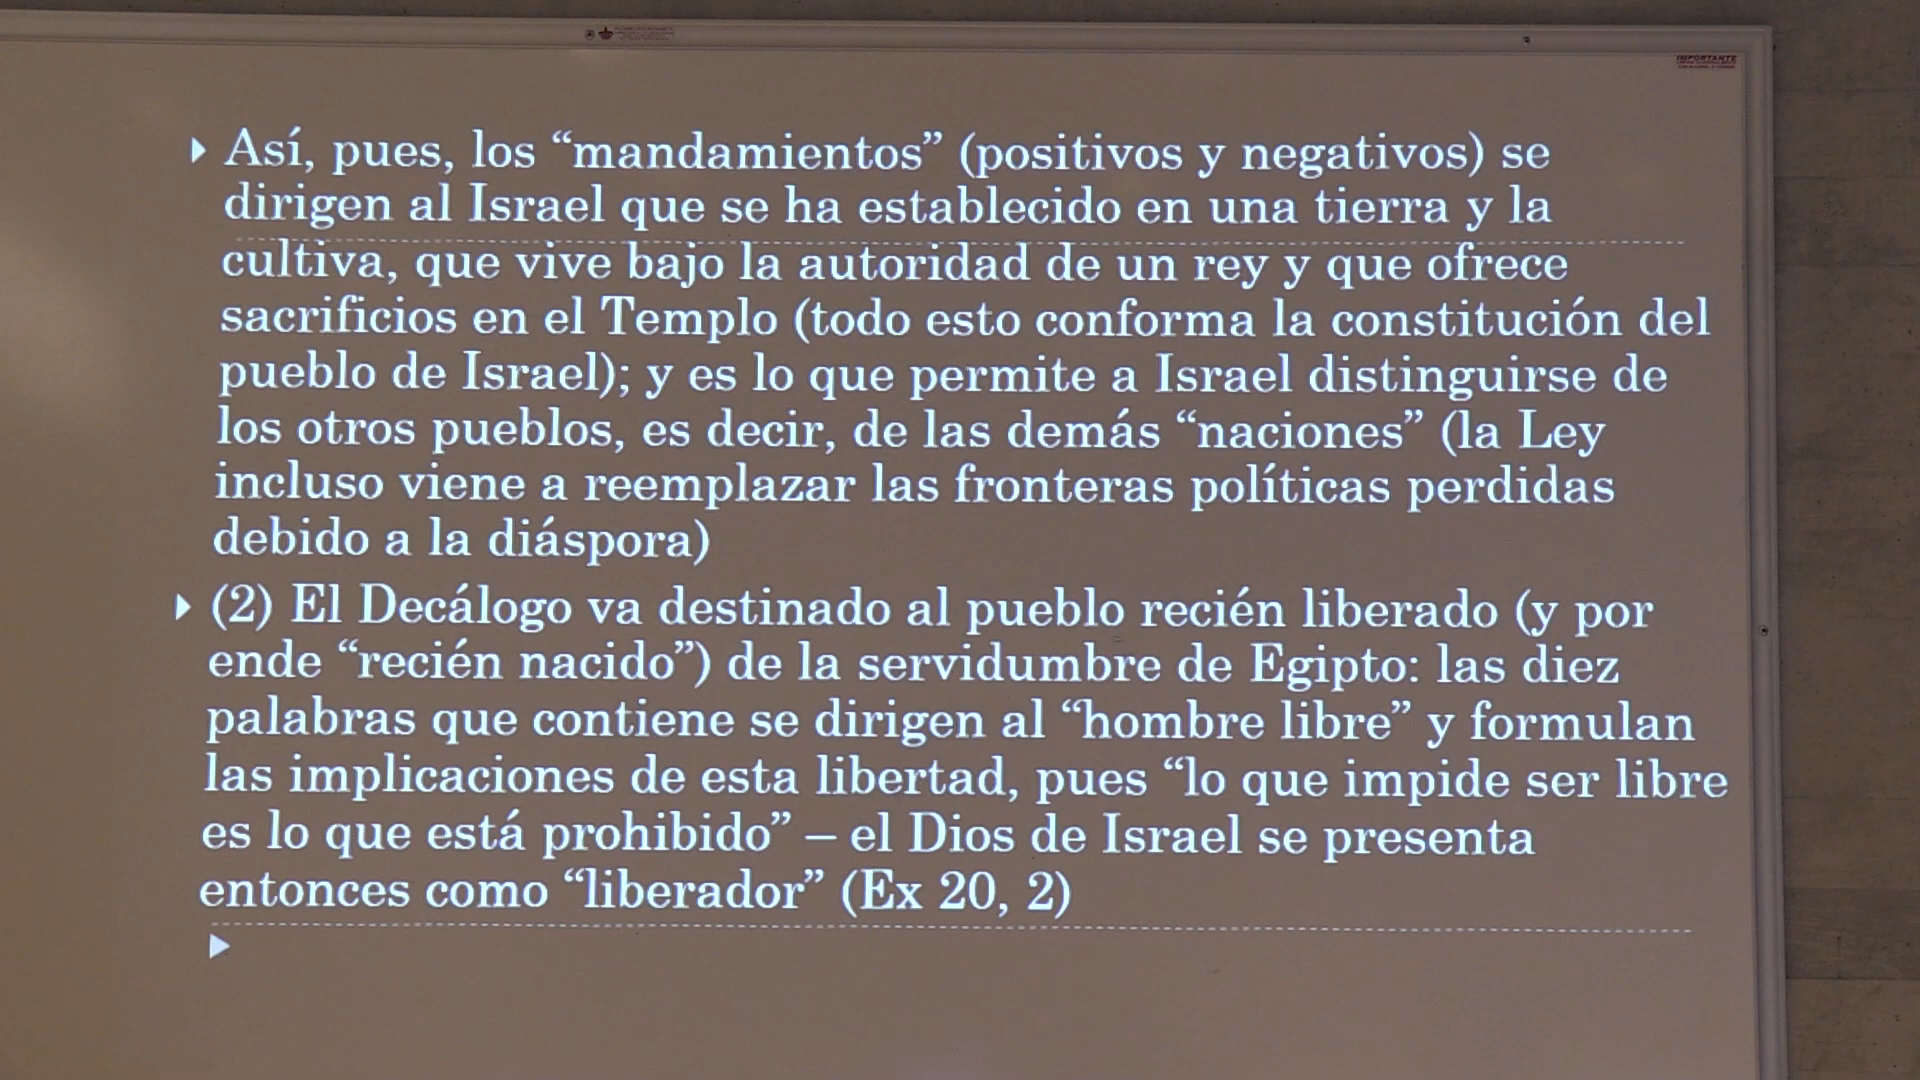 IMPORTANTE
Así, pues, los “mandamientos” (positivos y negativos) se
dirigen al Israel que se ha establecido en una tierra y la
cultiva, que vive bajo la autoridad de un rey y que ofrece
sacrificios en el Templo (todo esto conforma la constitución del
pueblo de Israel); y es lo que permite a Israel distinguirse de
los otros pueblos, es decir, de las demás “naciones” (la Ley
incluso viene a reemplazar las fronteras políticas perdidas
debido a la diáspora)
(2) El Decálogo va destinado al pueblo recién liberado (y por
ende “recién nacido”) de la servidumbre de Egipto: las diez
palabras que contiene se dirigen al “hombre libre” y formulan
las implicaciones de esta libertad, pues “lo que impide ser libre
es lo que está prohibido” – el Dios de Israel se presenta
entonces como “liberador” (Ex 20, 2)